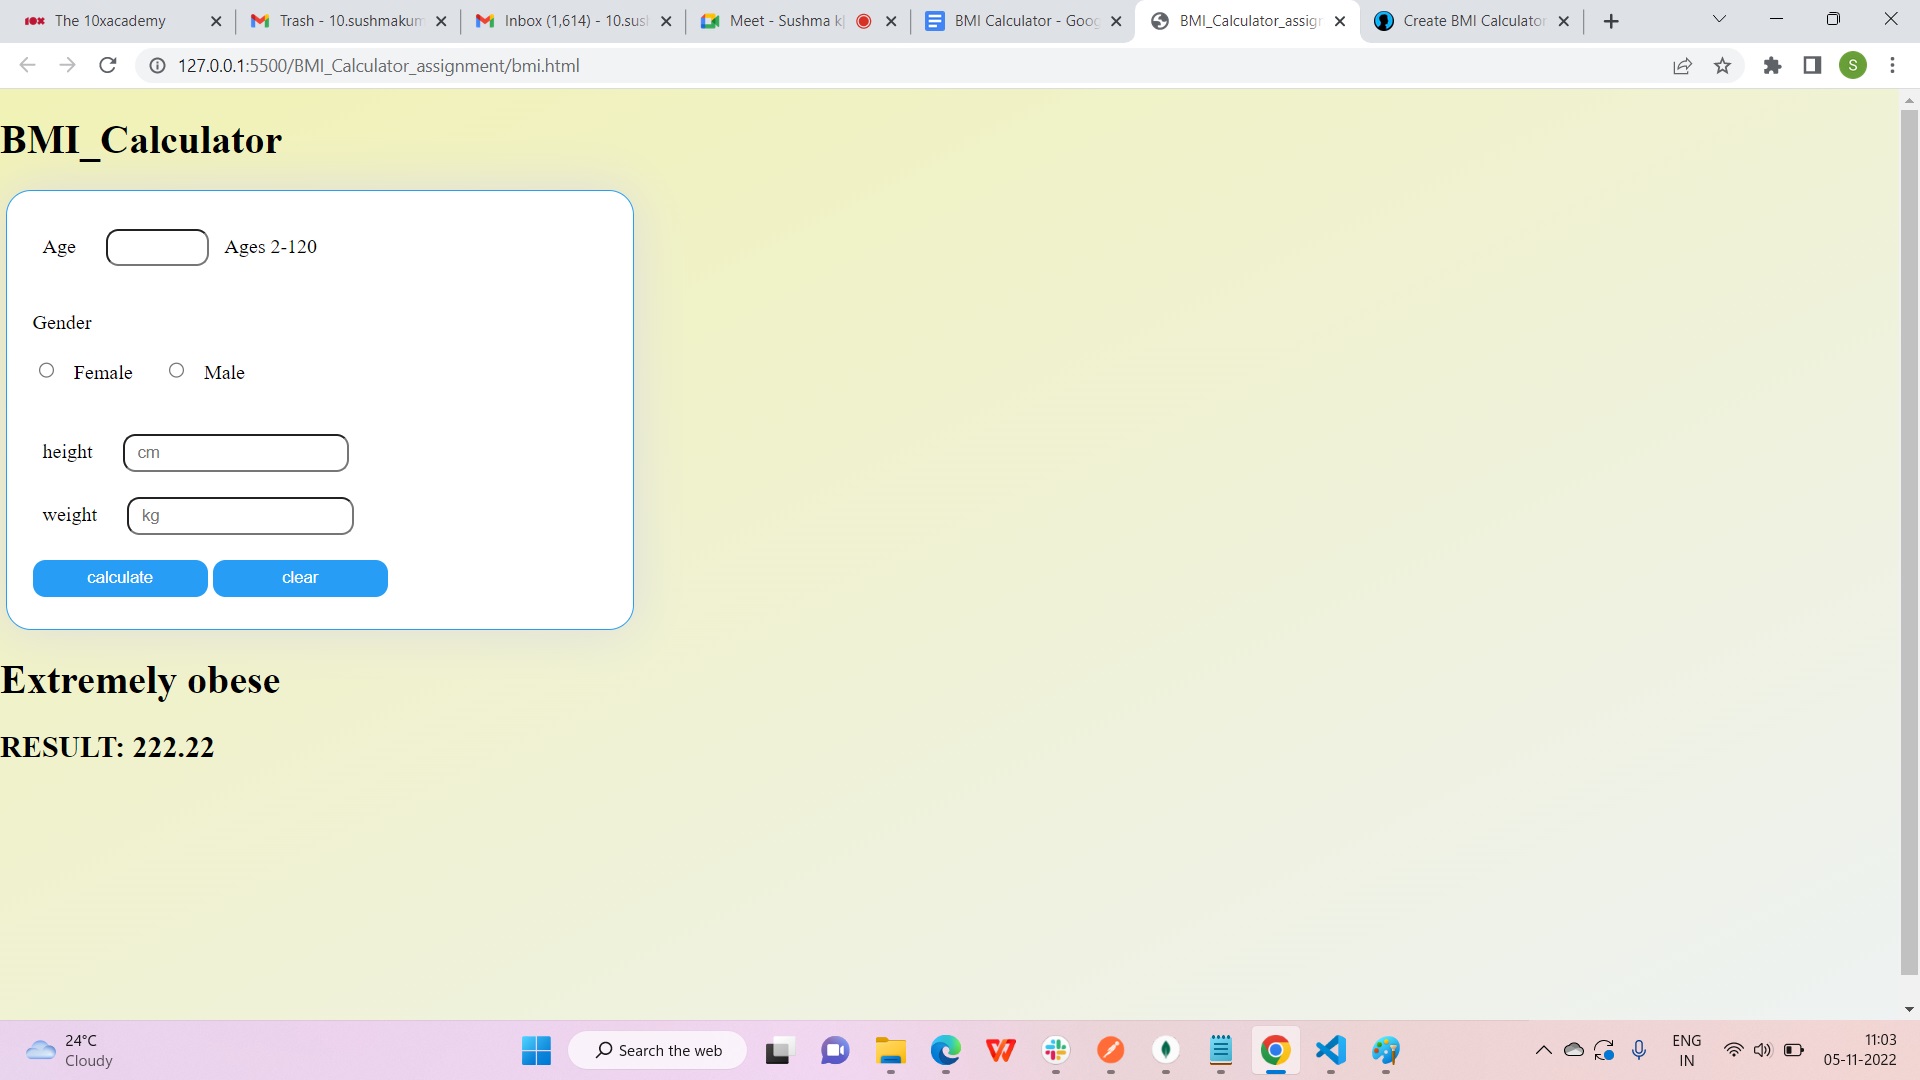 The 10xacademy
Trash - 10.sushmakum
Inbox (1,614) - 10.sush
Meet - Sushma k
BMI Calculator - Goog
BMI_Calculator_assign
Create BMI Calculator
127.0.0.1:5500/BMI_Calculator_assignment/bmi.html
S
BMI_Calculator
Age
Ages 2-120
Gender
Female
Male
height
cm
weight
kg
calculate
clear
Extremely obese
RESULT: 222.22
24°C
Cloudy
Search the web
ENG
IN
11:03
05-11-2022